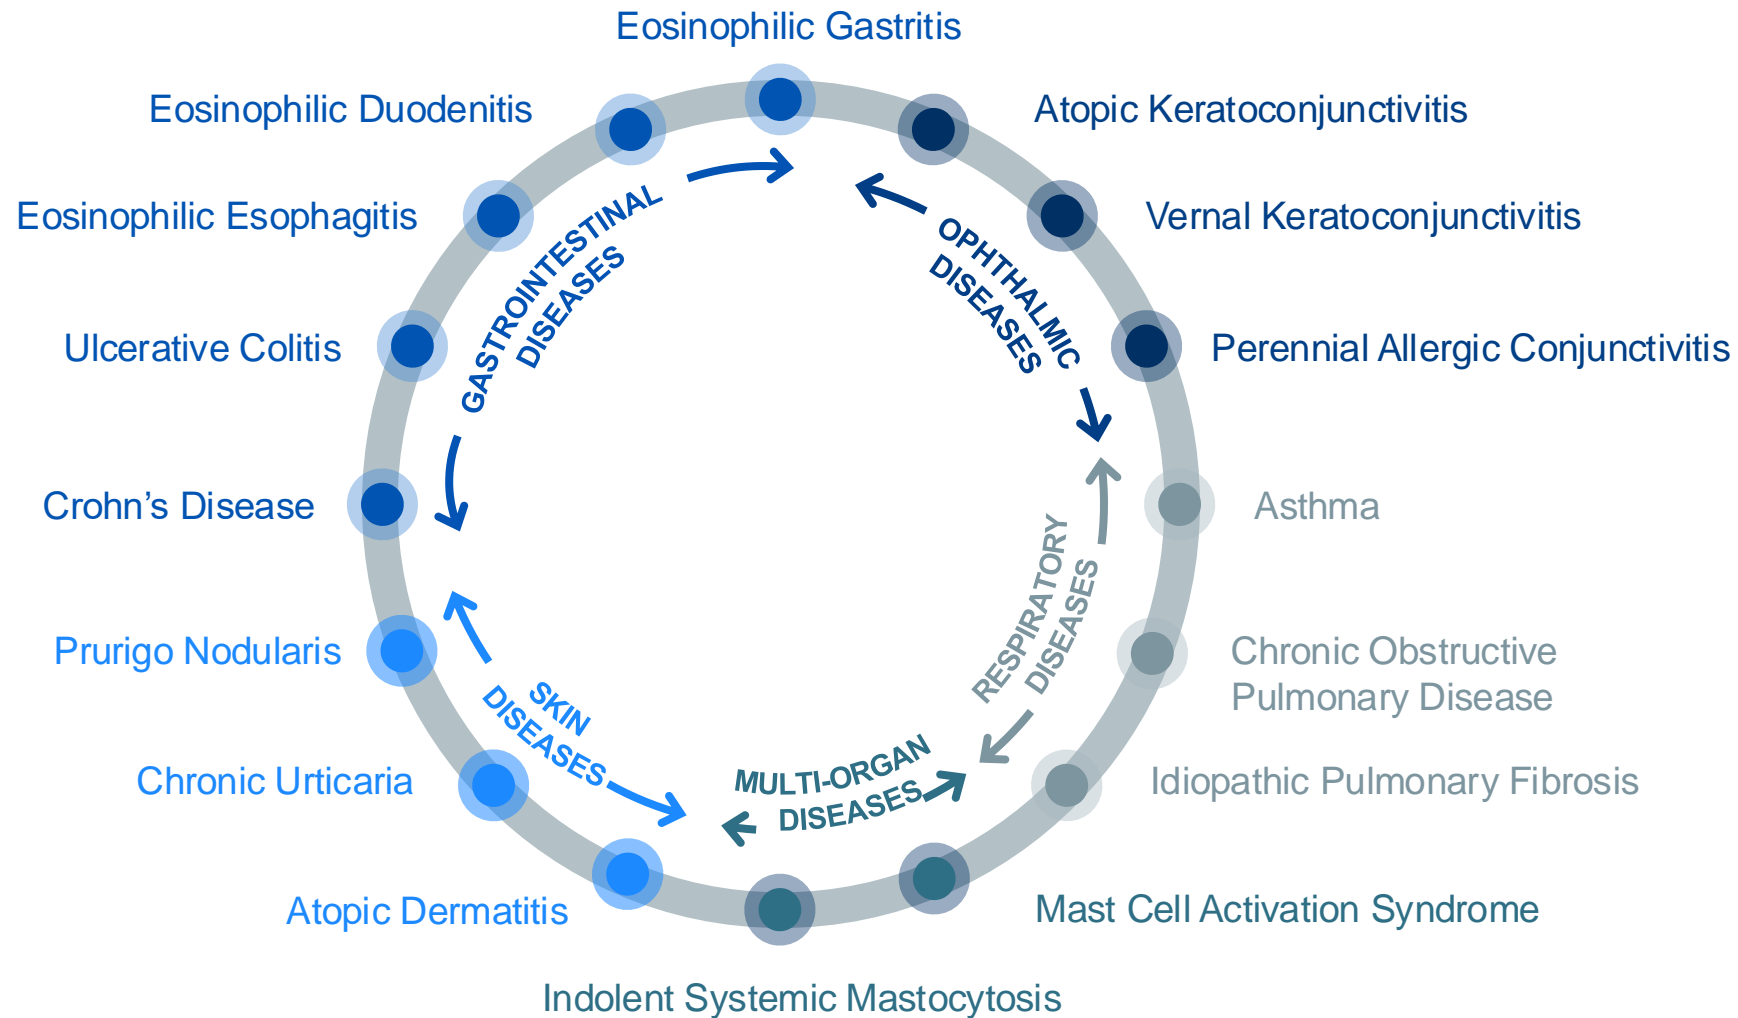 Eosinophilic Gastritis
Eosinophilic Duodenitis
Atopic Keratoconjunctivitis
Eosinophilic Esophagitis
Vernal Keratoconjunctivitis
GASTROINTESTINAL
DISEASES
OPHTHALMIC
DISEASES
Ulcerative Colitis
Perennial Allergic Conjunctivitis
Crohn’s Disease
Asthma
RESPIRATORY
DISEASES
Prurigo Nodularis
Chronic Obstructive
Pulmonary Disease
SKIN
DISEASES
MULTI-ORGAN
DISEASES
Chronic Urticaria
Idiopathic Pulmonary Fibrosis
Atopic Dermatitis
Mast Cell Activation Syndrome
Indolent Systemic Mastocytosis